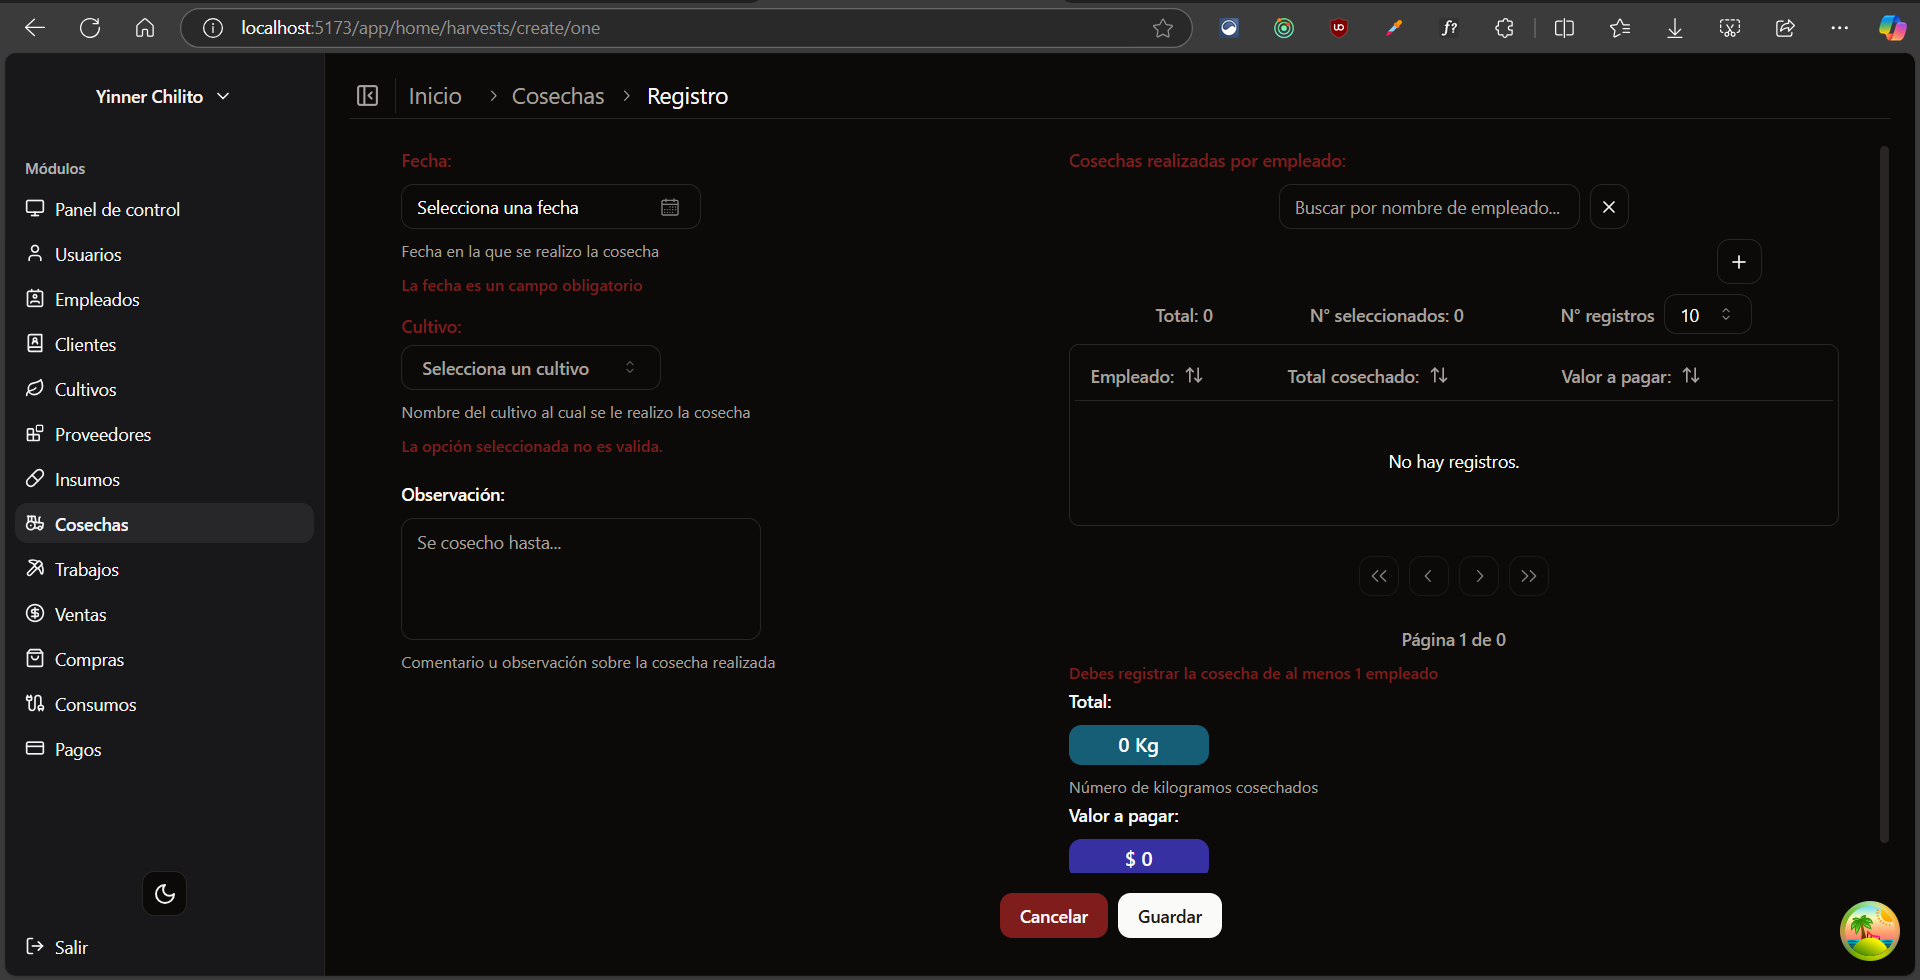 localhost:5173/app/home/harvests/create/one
Yinner Chilito
Inicio
Cosechas
Registro
Módulos
Panel de control
Usuarios
Empleados
Clientes
Cultivos
Proveedores
Insumos
Cosechas
Trabajos
Ventas
Compras
Consumos
Pagos
Salir
Fecha:
Selecciona una fecha
Fecha en la que se realizo la cosecha
La fecha es un campo obligatorio
Cultivo:
Selecciona un cultivo
Nombre del cultivo al cual se le realizo la cosecha
La opción seleccionada no es valida.
Observación:
Se cosecho hasta...
Comentario u observación sobre la cosecha realizada
Cosechas realizadas por empleado:
Buscar por nombre de empleado...
Total: 0 N° seleccionados: 0 N° registros 10
Empleado: Total cosechado: Valor a pagar:
No hay registros.
Página 1 de 0
Debes registrar la cosecha de al menos 1 empleado
Total:
0 Kg
Número de kilogramos cosechados
Valor a pagar:
$ 0
Cancelar Guardar